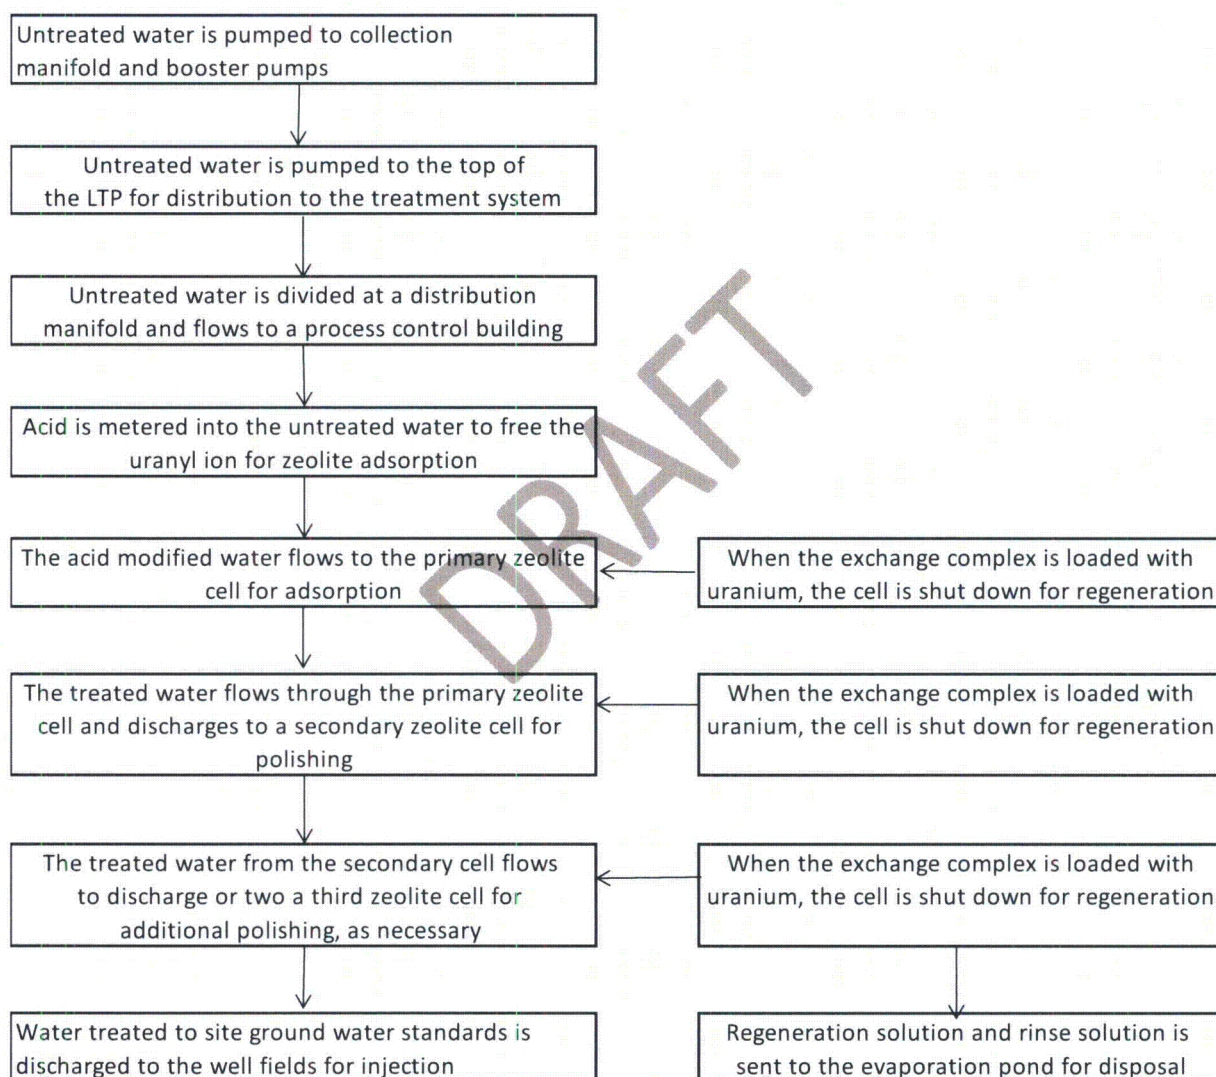 Untreated water is pumped to collection
manifold and booster pumps
Untreated water is pumped to the top of
the LTP for distribution to the treatment system
Untreated water is divided at a distribution
manifold and flows to a process control building
Acid is metered into the untreated water to free the
uranyl ion for zeolite adsorption
The acid modified water flows to the primary zeolite
cell for adsorption
When the exchange complex is loaded with
uranium, the cell is shut down for regeneration
The treated water flows through the primary zeolite
cell and discharges to a secondary zeolite cell for
polishing
When the exchange complex is loaded with
uranium, the cell is shut down for regeneration
The treated water from the secondary cell flows
to discharge or two a third zeolite cell for
additional polishing, as necessary
When the exchange complex is loaded with
uranium, the cell is shut down for regeneration
Water treated to site ground water standards is
discharged to the well fields for injection
Regeneration solution and rinse solution is
sent to the evaporation pond for disposal
DRAFT